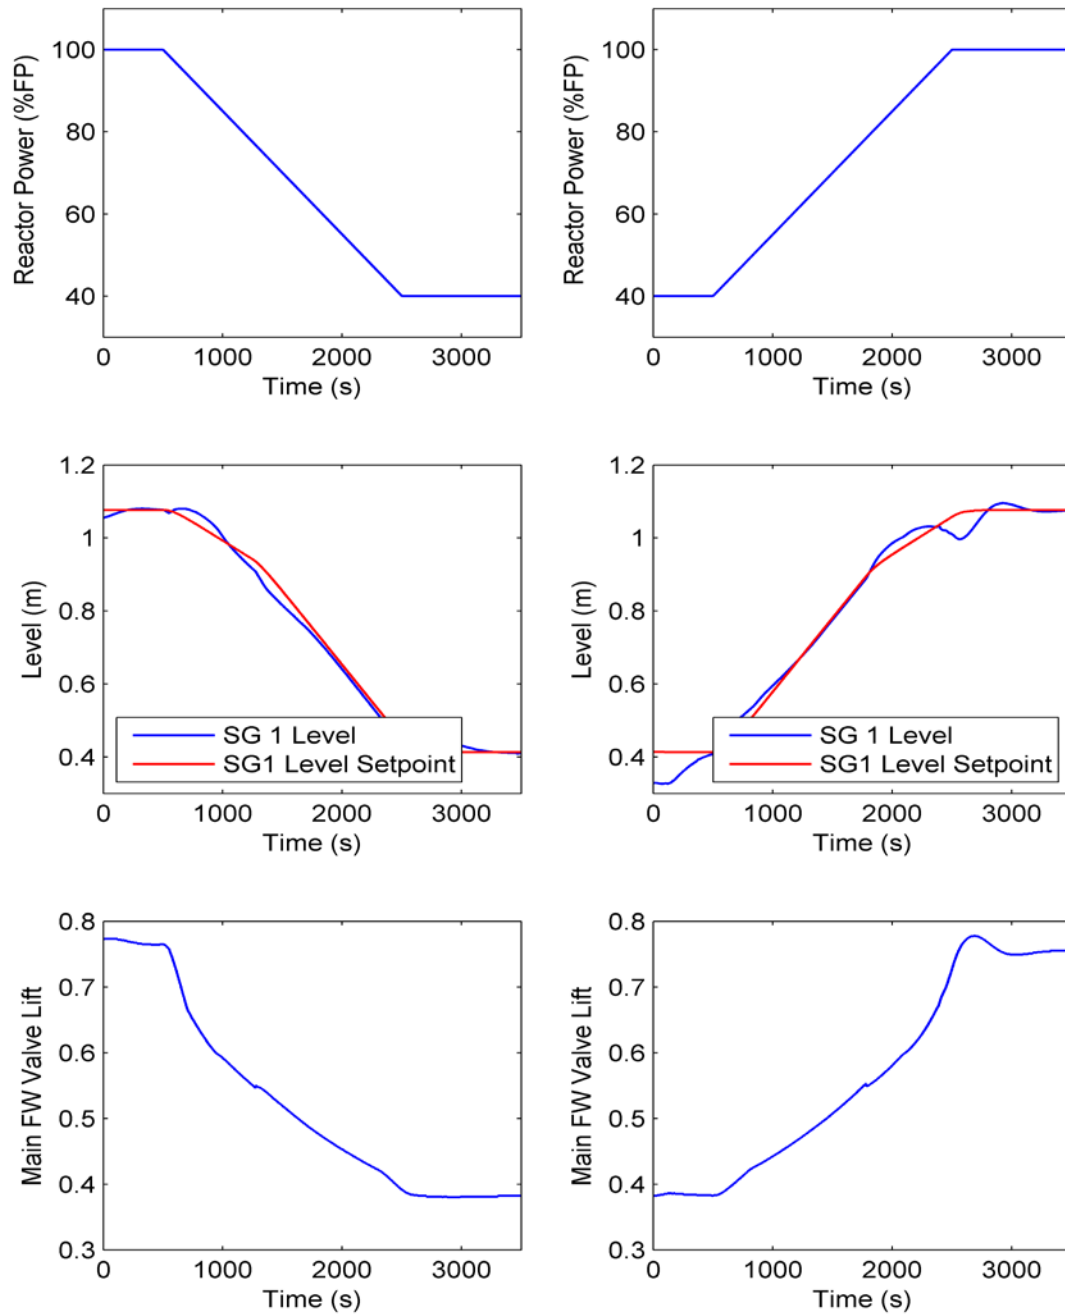 Reactor Power (%FP)
100
80
60
40
0 1000 2000 3000
Time (s)
Reactor Power (%FP)
100
80
60
40
0 1000 2000 3000
Time (s)
Level (m)
1.2
1
0.8
0.6
0.4
SG 1 Level
SG1 Level Setpoint
0 1000 2000 3000
Time (s)
Level (m)
1.2
1
0.8
0.6
0.4
SG 1 Level
SG1 Level Setpoint
0 1000 2000 3000
Time (s)
Main FW Valve Lift
0.8
0.7
0.6
0.5
0.4
0.3
0 1000 2000 3000
Time (s)
Main FW Valve Lift
0.8
0.7
0.6
0.5
0.4
0.3
0 1000 2000 3000
Time (s)